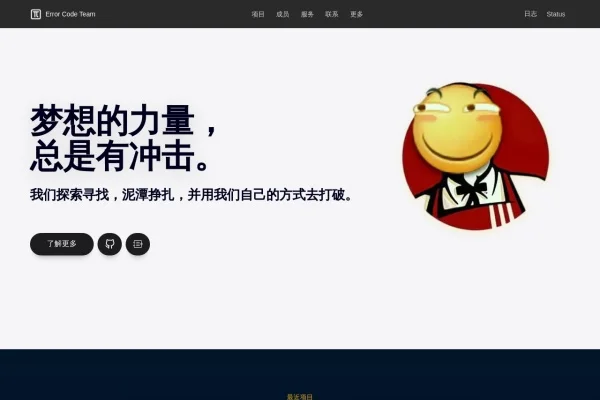 Error Code Team
项目 成员 服务 联系 更多
日志 Status
梦想的力量，
总是有冲击。
我们探索寻找，泥潭挣扎，并用我们自己的方式去打破。
了解更多
最近项目